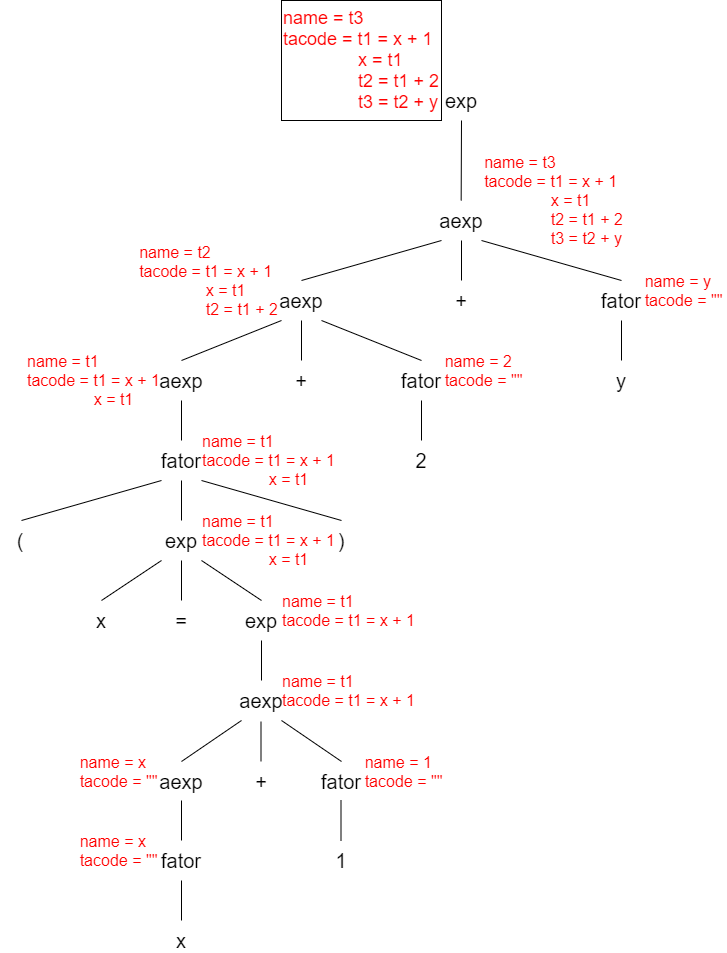 name = t3
tacode = t1 = x + 1
x = t1
t2 = t1 + 2
t3 = t2 + y
exp
name = t3
tacode = t1 = x + 1
x = t1
t2 = t1 + 2
t3 = t2 + y
aexp
name = t2
tacode = t1 = x + 1
x = t1
t2 = t1 + 2
aexp
+
fator
name = y
tacode = ""
name = t1
tacode = t1 = x + 1
x = t1
aexp
+
fator
name = 2
tacode = ""
y
fator
name = t1
tacode = t1 = x + 1
x = t1
2
(
exp
name = t1
tacode = t1 = x + 1
x = t1
)
x
=
exp
name = t1
tacode = t1 = x + 1
aexp
name = t1
tacode = t1 = x + 1
name = x
tacode = ""
aexp
+
fator
name = 1
tacode = ""
name = x
tacode = ""
fator
1
x